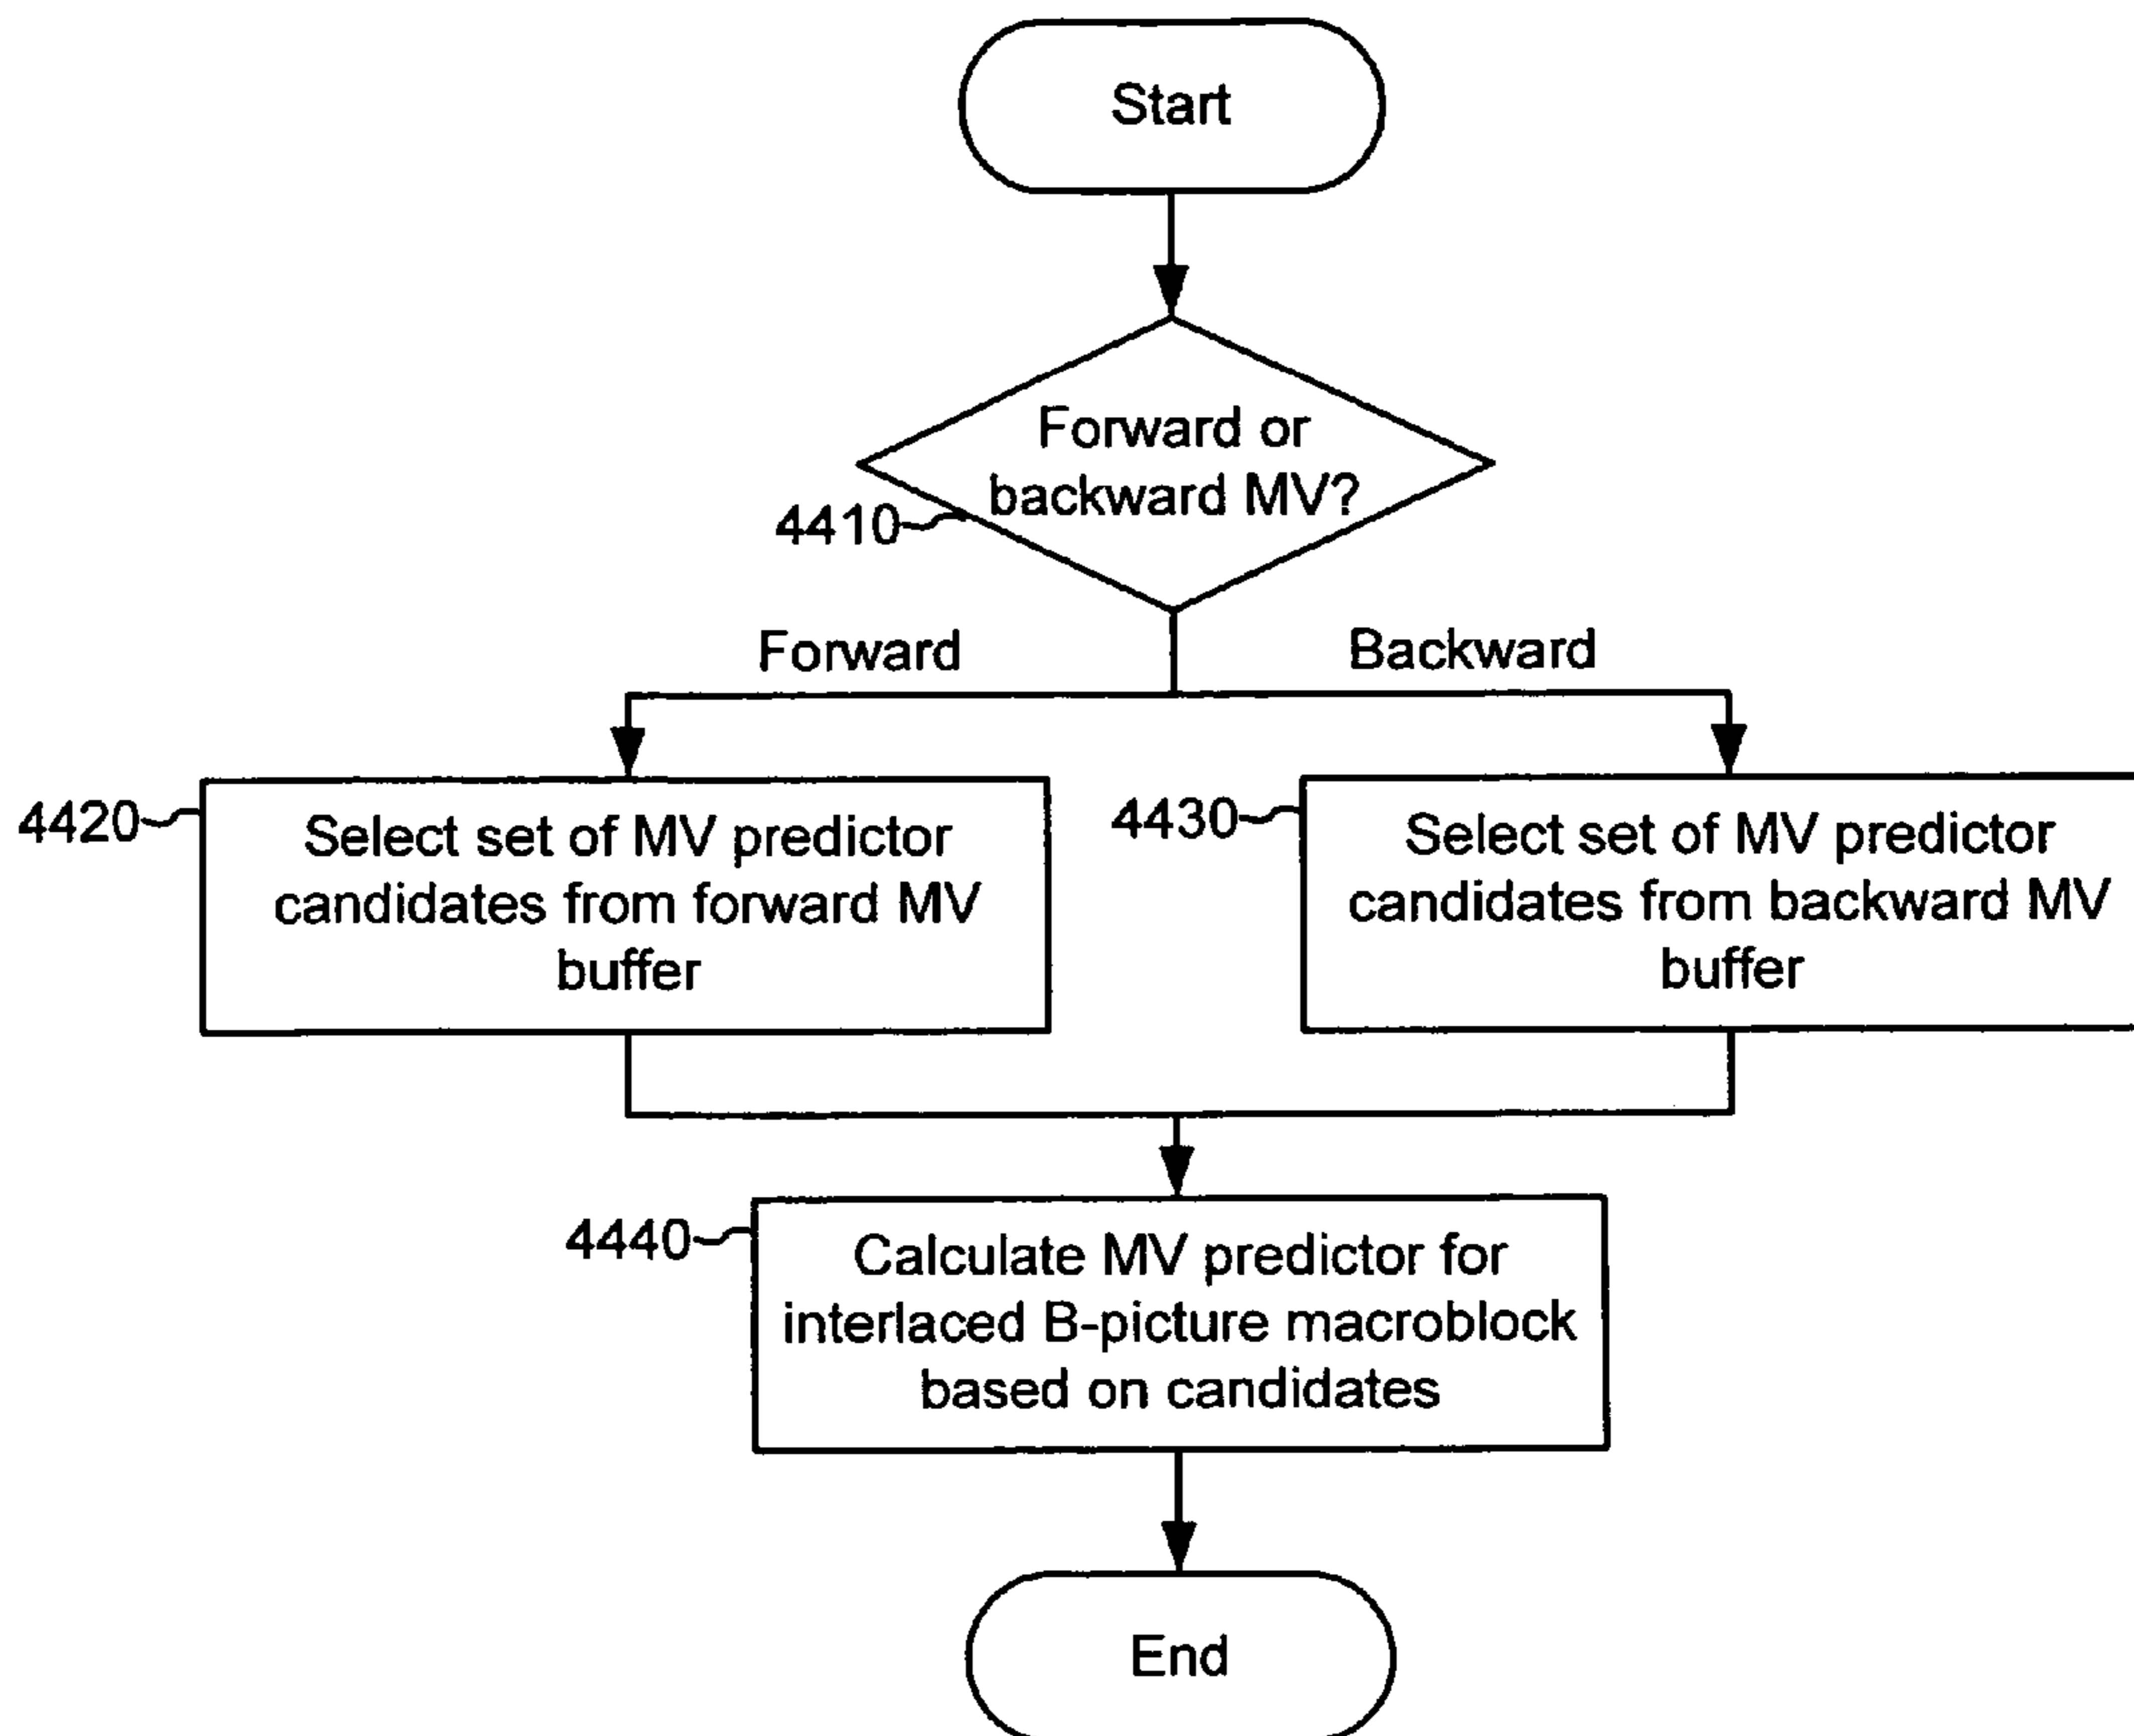 Start
Forward or
backward MV?
4410
Forward
Backward
4420
Select set of MV predictor
candidates from forward MV
buffer
4430
Select set of MV predictor
candidates from backward MV
buffer
4440
Calculate MV predictor for
interlaced B-picture macroblock
based on candidates
End